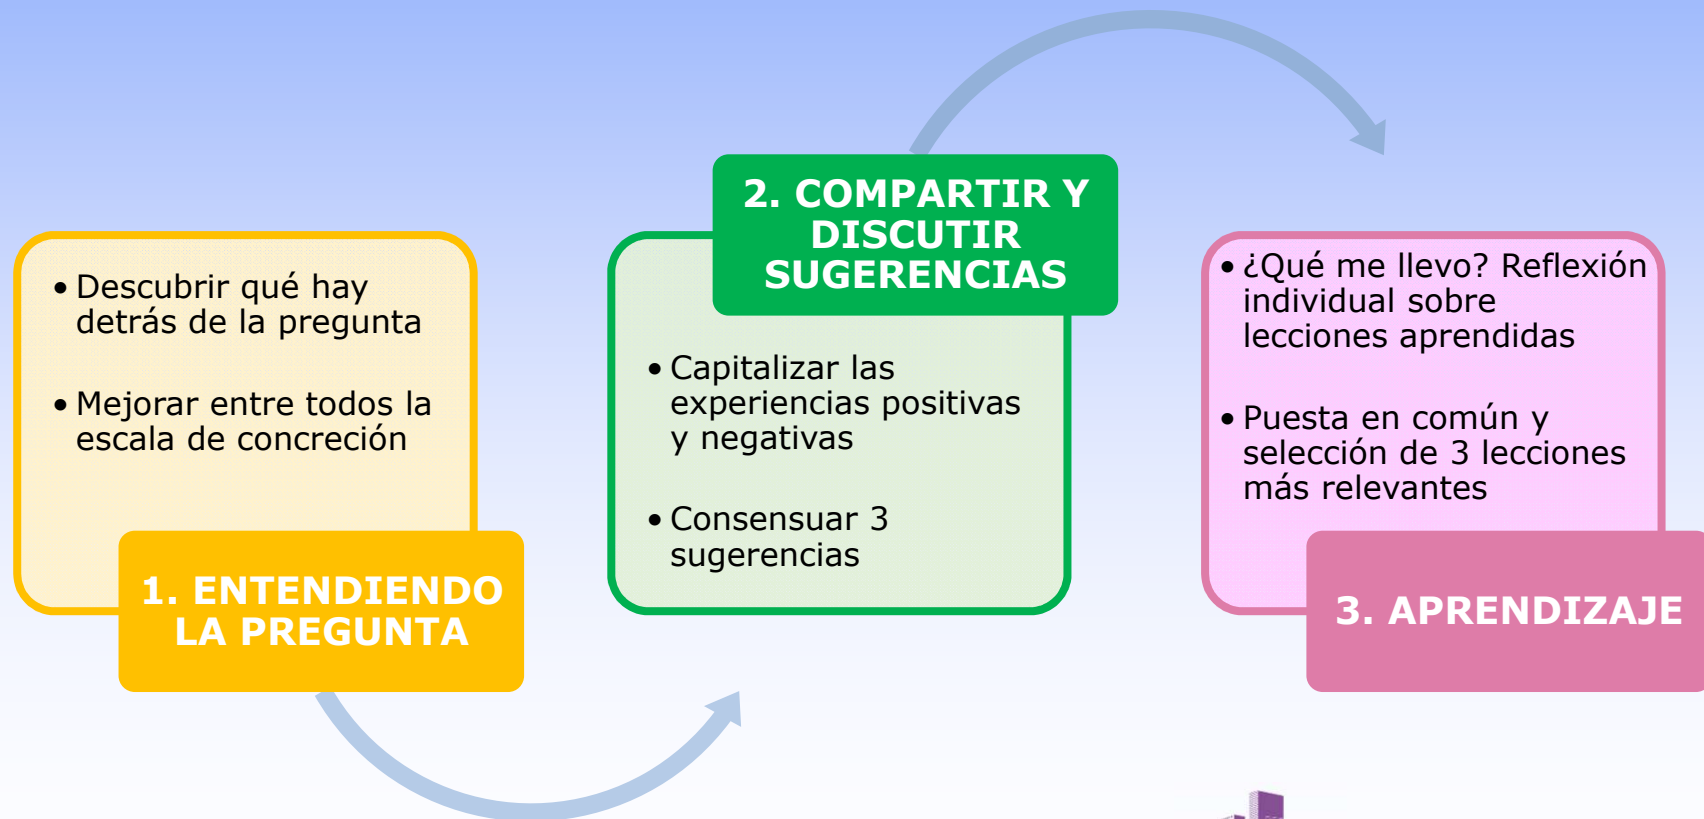 • Descubrir qué hay
detrás de la pregunta
• Mejorar entre todos la
escala de concreción
1. ENTENDIENDO
LA PREGUNTA
2. COMPARTIR Y
DISCUTIR
SUGERENCIAS
• Capitalizar las
experiencias positivas
y negativas
• Consensuar 3
sugerencias
• ¿Qué me llevo? Reflexión
individual sobre
lecciones aprendidas
• Puesta en común y
selección de 3 lecciones
más relevantes
3. APRENDIZAJE